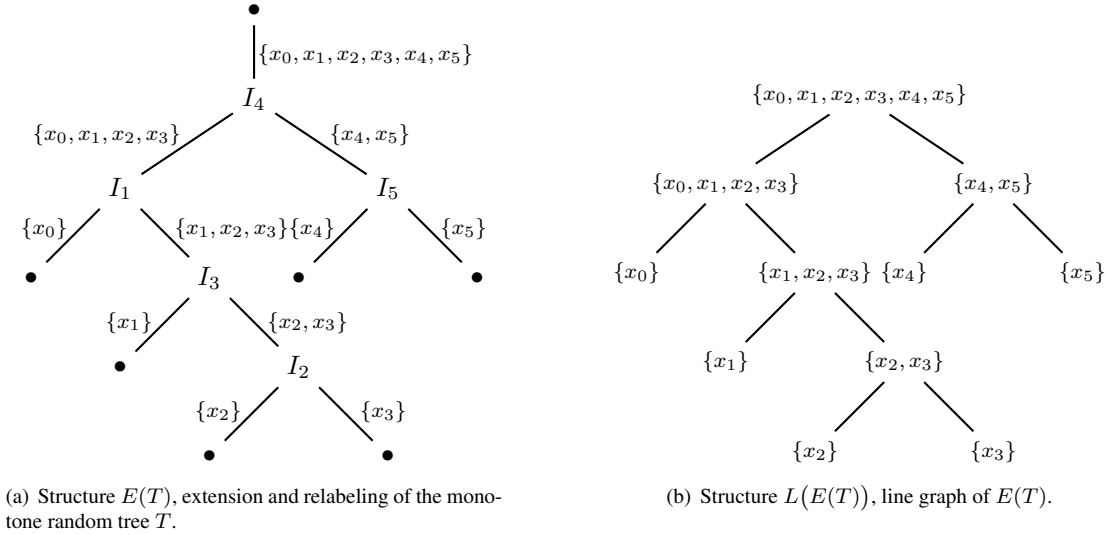 {x₀, x₁, x₂, x₃, x₄, x₅}
I₄
{x₀, x₁, x₂, x₃} {x₄, x₅}
I₁ I₅
{x₀} {x₁, x₂, x₃} {x₄} {x₅}
I₃
{x₁} {x₂, x₃}
I₂
{x₂} {x₃}
(a) Structure E(T), extension and relabeling of the mono-
tone random tree T.
{x₀, x₁, x₂, x₃, x₄, x₅}
{x₀, x₁, x₂, x₃} {x₄, x₅}
{x₀} {x₁, x₂, x₃} {x₄} {x₅}
{x₁} {x₂, x₃}
{x₂} {x₃}
(b) Structure L(E(T)), line graph of E(T).